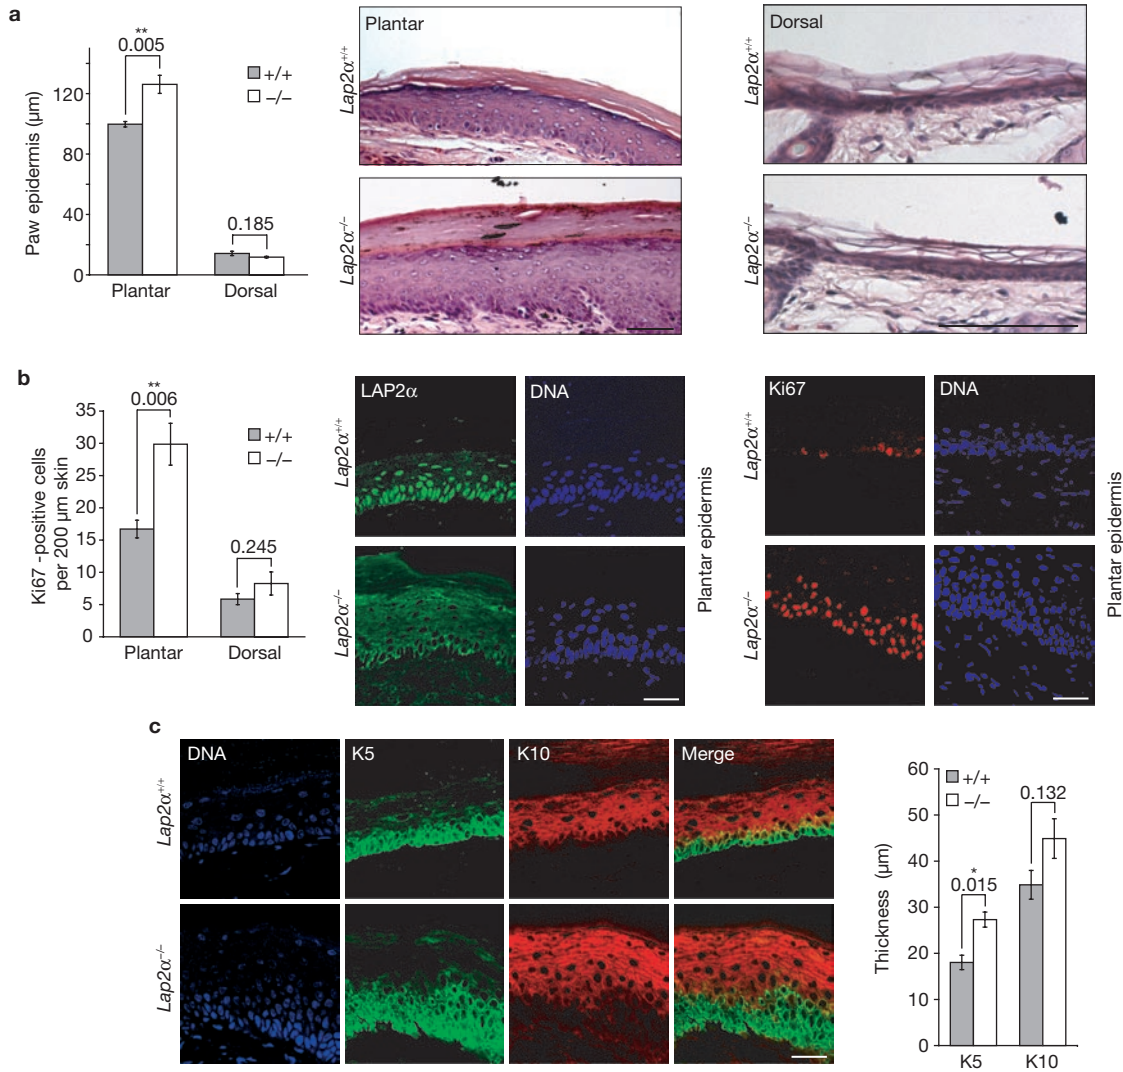 a
**
0.005
+/+
−/−
0.185
Paw epidermis (μm)
120
80
40
0
Plantar
Dorsal
Plantar
Lap2α+/+
Lap2α−/−
Dorsal
Lap2α+/+
Lap2α−/−
b
**
0.006
+/+
−/−
0.245
Ki67 -positive cells
per 200 μm skin
35
30
25
20
15
10
5
0
Plantar
Dorsal
LAP2α
DNA
Lap2α+/+
Lap2α−/−
Plantar epidermis
Ki67
DNA
Lap2α+/+
Lap2α−/−
Plantar epidermis
c
DNA
K5
K10
Merge
Lap2α+/+
Lap2α−/−
+/+
−/−
0.132
*
0.015
Thickness (μm)
60
50
40
30
20
10
0
K5
K10